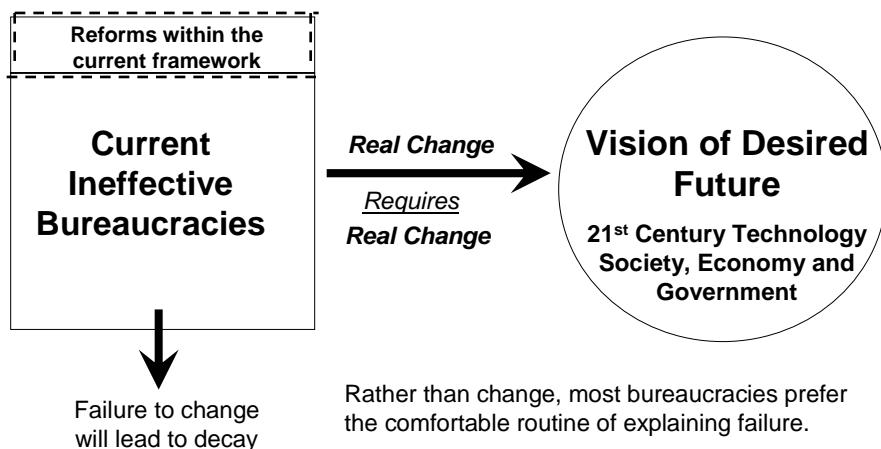 Reforms within the
current framework
Current
Ineffective
Bureaucracies
Real Change
Requires
Real Change
Vision of Desired
Future
21st Century Technology
Society, Economy and
Government
Failure to change
will lead to decay
Rather than change, most bureaucracies prefer
the comfortable routine of explaining failure.